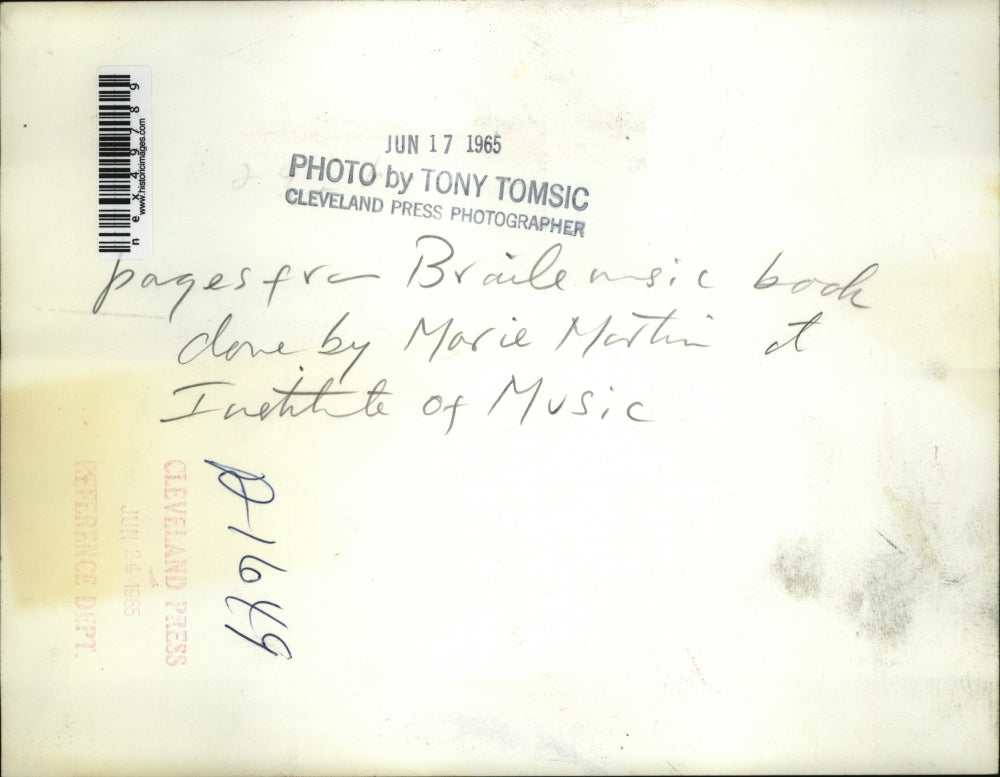 JUN 17 1965
PHOTO by TONY TOMSIC
CLEVELAND PRESS PHOTOGRAPHER
pages from Braile music book
done by Marie Martin at
Institute of Music
nex49789
www.historicimages.com
CLEVELAND PRESS
JUN 24 1965
REFERENCE DEPT.